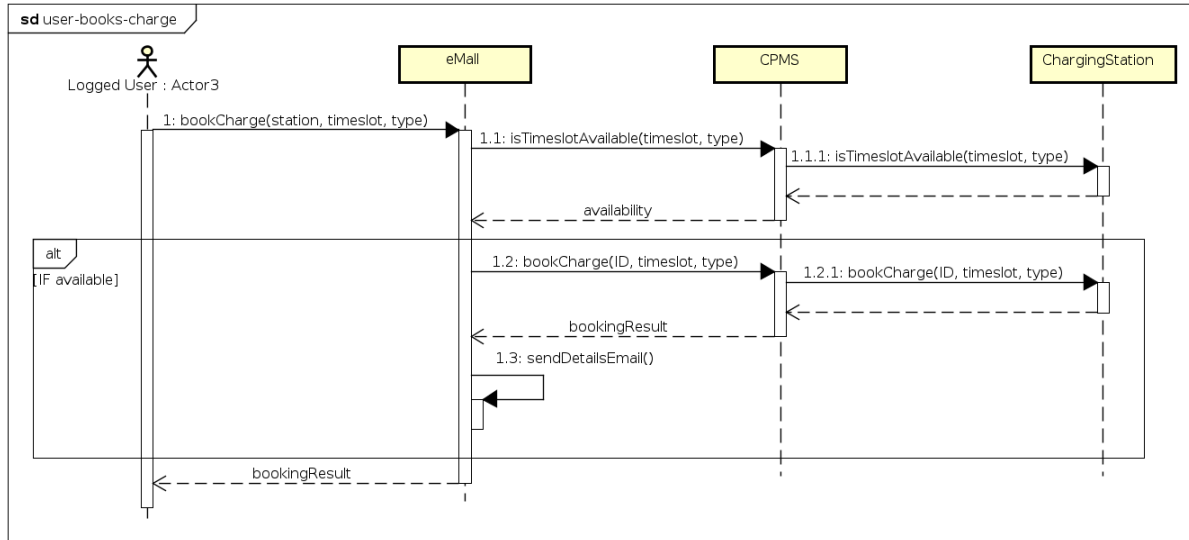 sd user-books-charge
Logged User : Actor3
eMall
CPMS
ChargingStation
1: bookCharge(station, timeslot, type)
1.1: isTimeslotAvailable(timeslot, type)
1.1.1: isTimeslotAvailable(timeslot, type)
availability
alt
[IF available]
1.2: bookCharge(ID, timeslot, type)
1.2.1: bookCharge(ID, timeslot, type)
bookingResult
1.3: sendDetailsEmail()
bookingResult